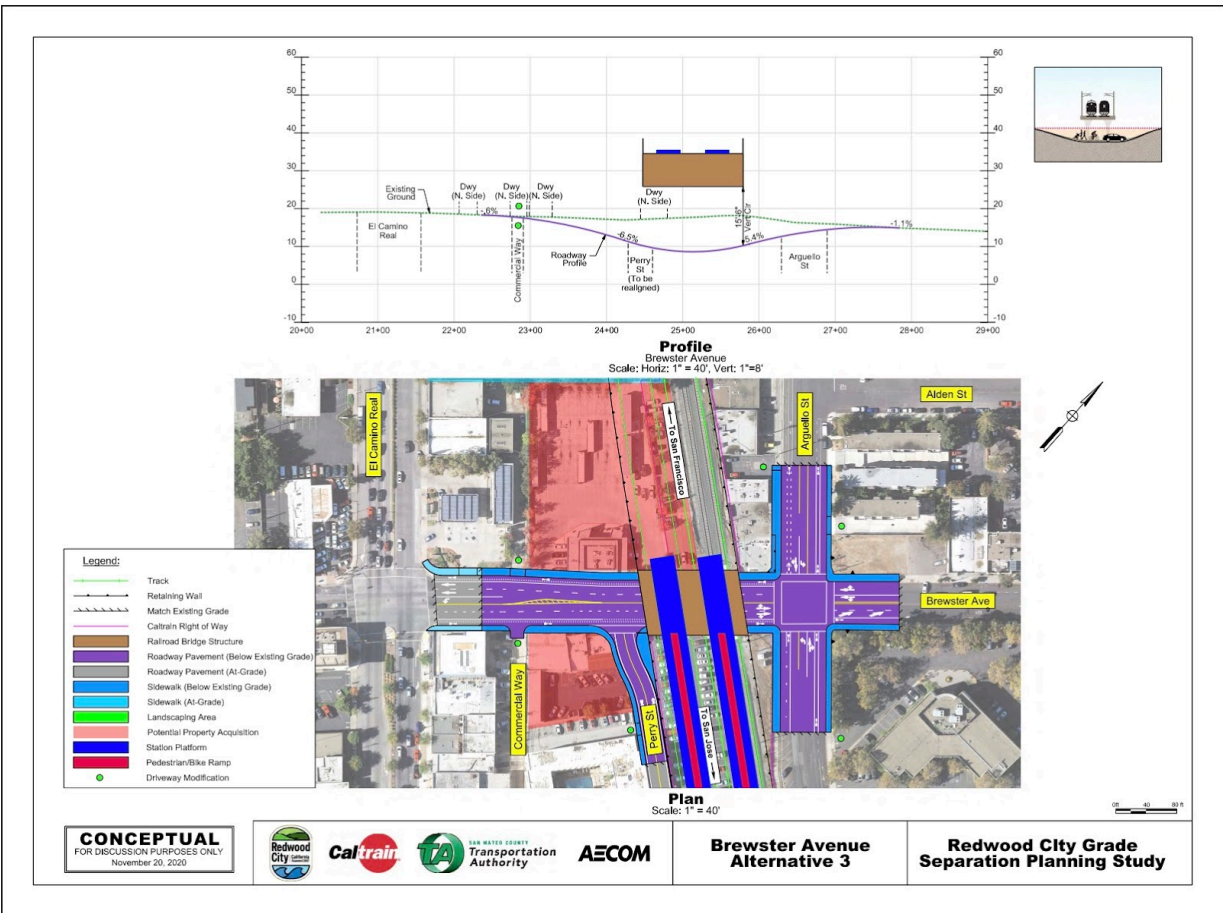 60
50
40
30
20
10
0
-10
60
50
40
30
20
10
0
-10
Existing
Ground
El Camino
Real
Dwy
(N. Side)
-.6%
Dwy
(N. Side)
Dwy
(N. Side)
Commercial Way
Roadway
Profile
-6.5%
Perry
St
(To be
realigned)
Dwy
(N. Side)
15'-6"
Vert Clr
5.4%
Arguello
St
-1.1%
20+00
21+00
22+00
23+00
24+00
25+00
26+00
27+00
28+00
29+00
Profile
Brewster Avenue
Scale: Horiz: 1" = 40', Vert: 1"=8'
El Camino Real
To San Francisco
Arguello St
Alden St
Brewster Ave
Commercial Way
Perry St
To San Jose
Legend:
Track
Retaining Wall
Match Existing Grade
Caltrain Right of Way
Railroad Bridge Structure
Roadway Pavement (Below Existing Grade)
Roadway Pavement (At-Grade)
Sidewalk (Below Existing Grade)
Sidewalk (At-Grade)
Landscaping Area
Potential Property Acquisition
Station Platform
Pedestrian/Bike Ramp
Driveway Modification
Plan
Scale: 1" = 40'
0ft 40 80 ft
CONCEPTUAL
FOR DISCUSSION PURPOSES ONLY
November 20, 2020
Redwood
City
California
Caltrain
TA
SAN MATEO COUNTY
Transportation
Authority
AECOM
Brewster Avenue
Alternative 3
Redwood City Grade
Separation Planning Study